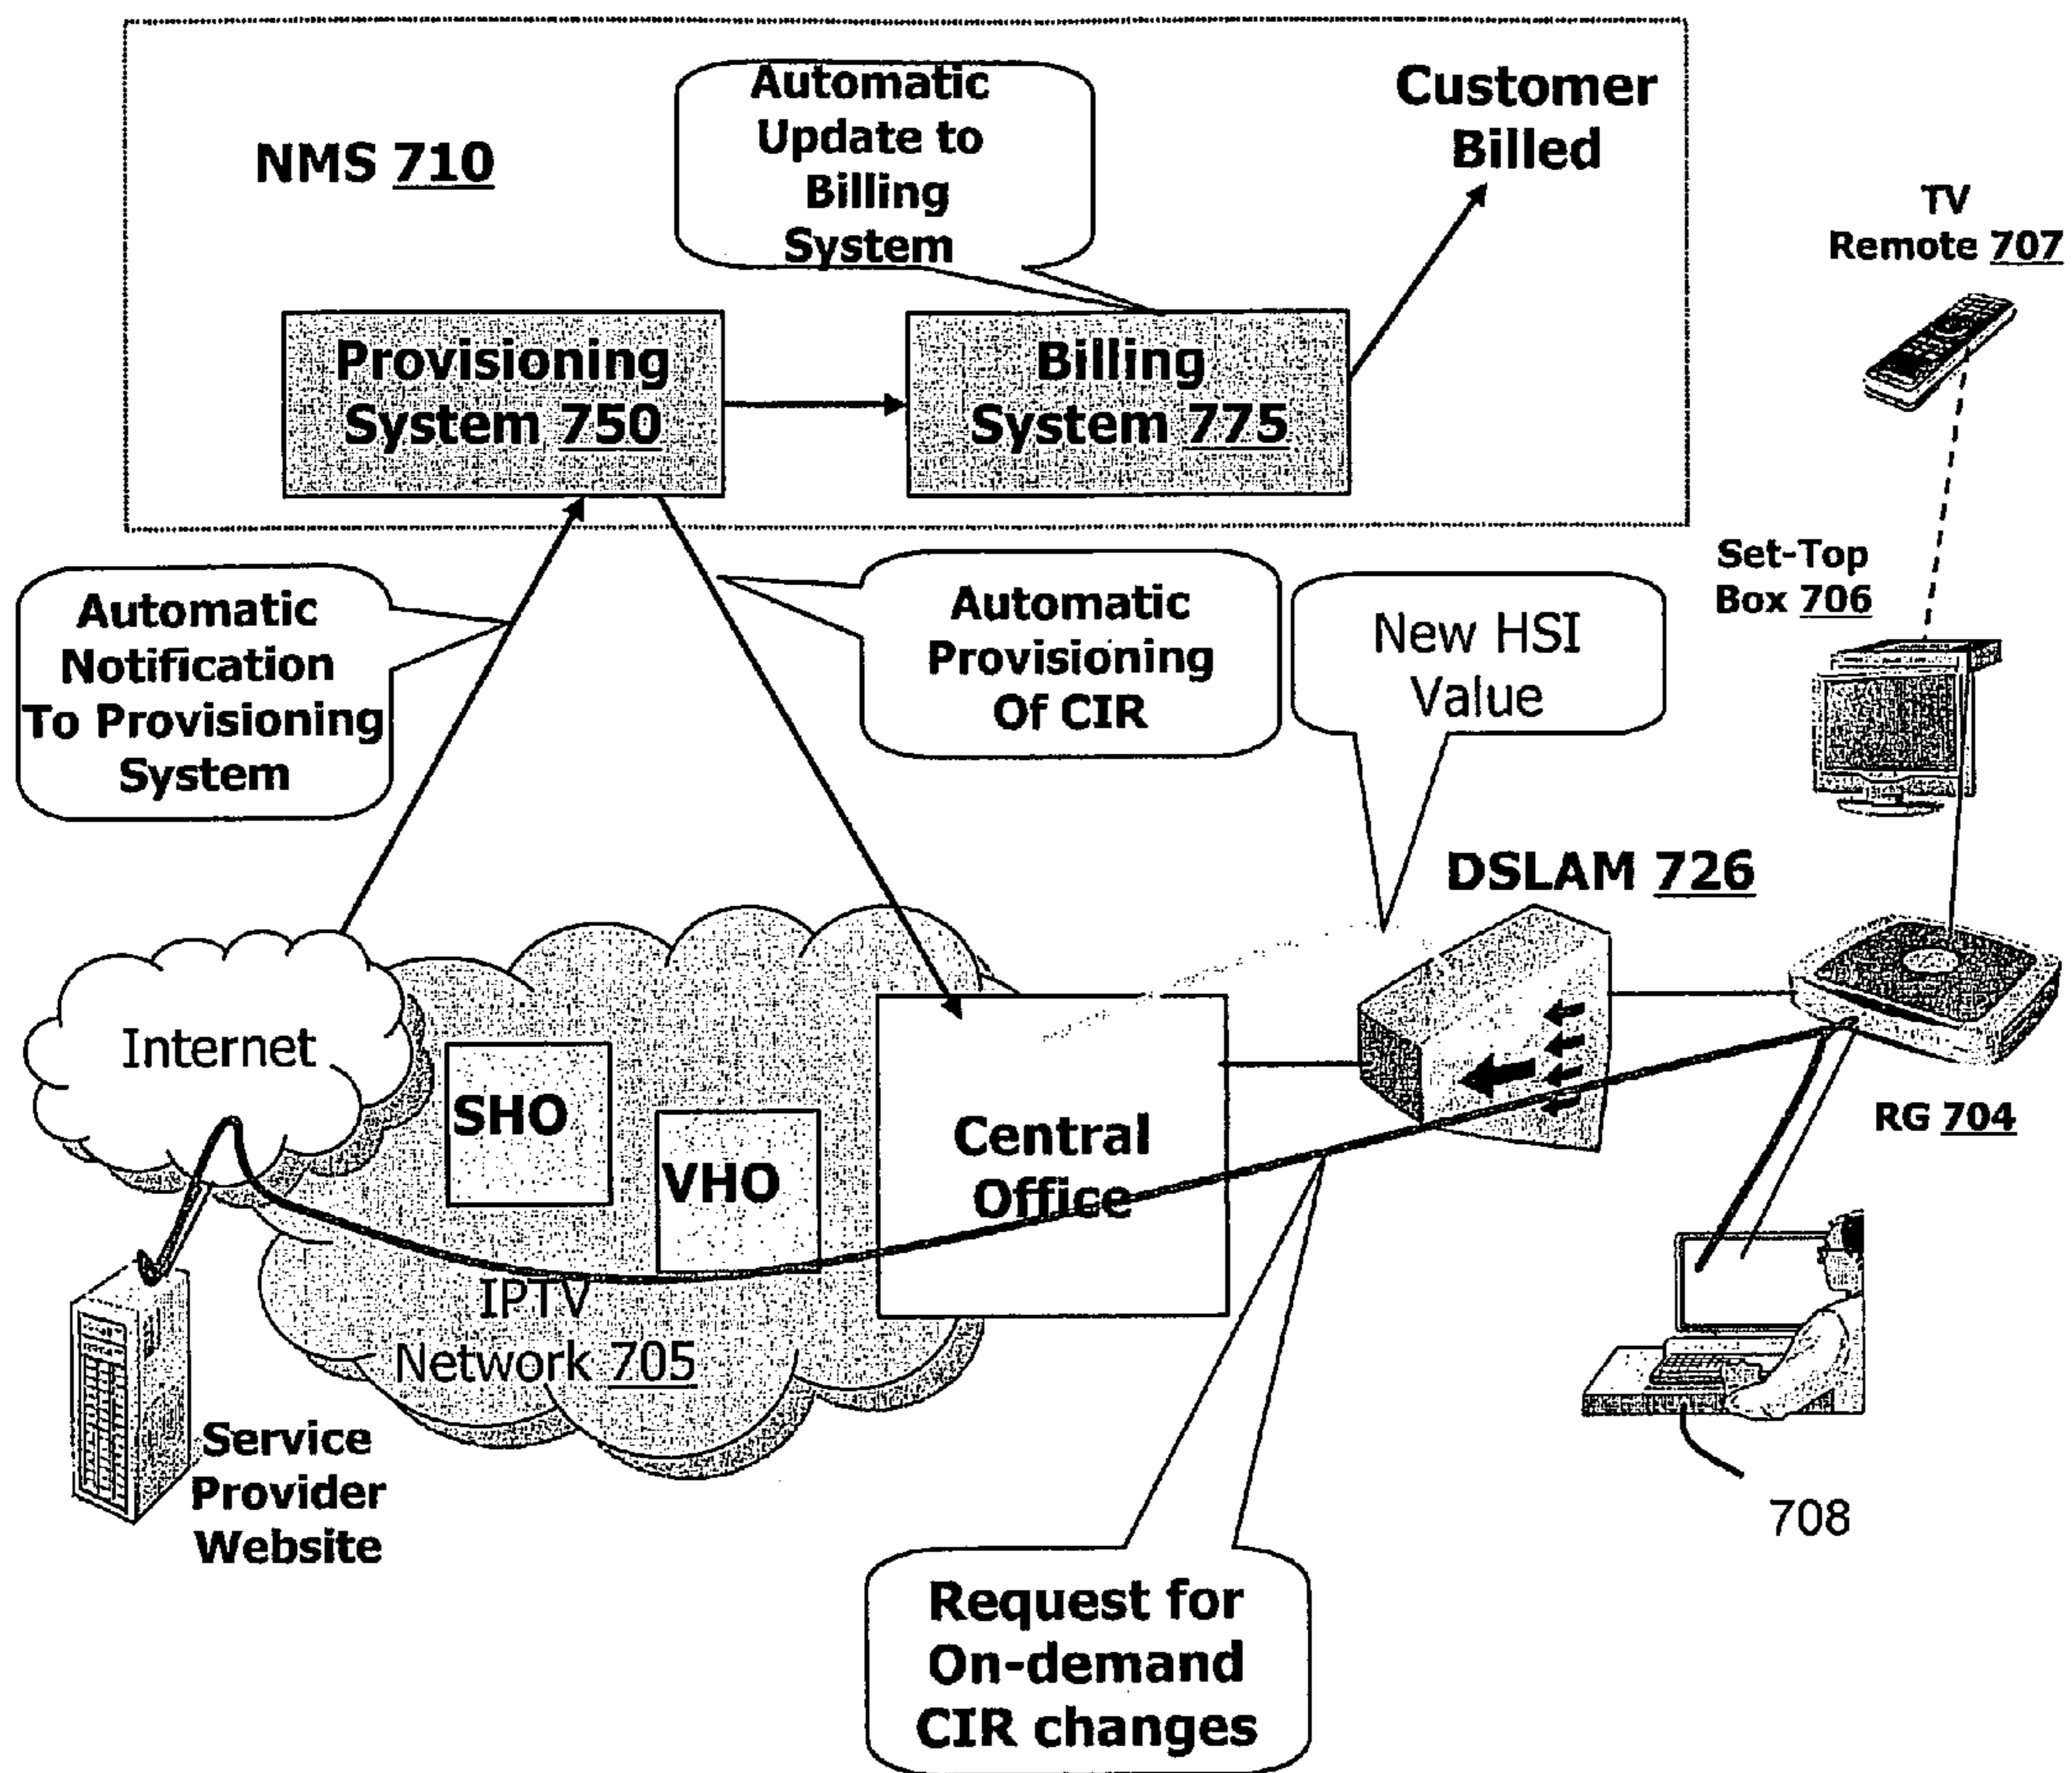 Automatic
Update to
Billing
System
Customer
Billed
NMS 710
TV
Remote 707
Provisioning
System 750
Billing
System 775
Set-Top
Box 706
Automatic
Notification
To Provisioning
System
Automatic
Provisioning
Of CIR
New HSI
Value
DSLAM 726
Internet
SHO
VHO
Central
Office
RG 704
IPTV
Network 705
Service
Provider
Website
708
Request for
On-demand
CIR changes